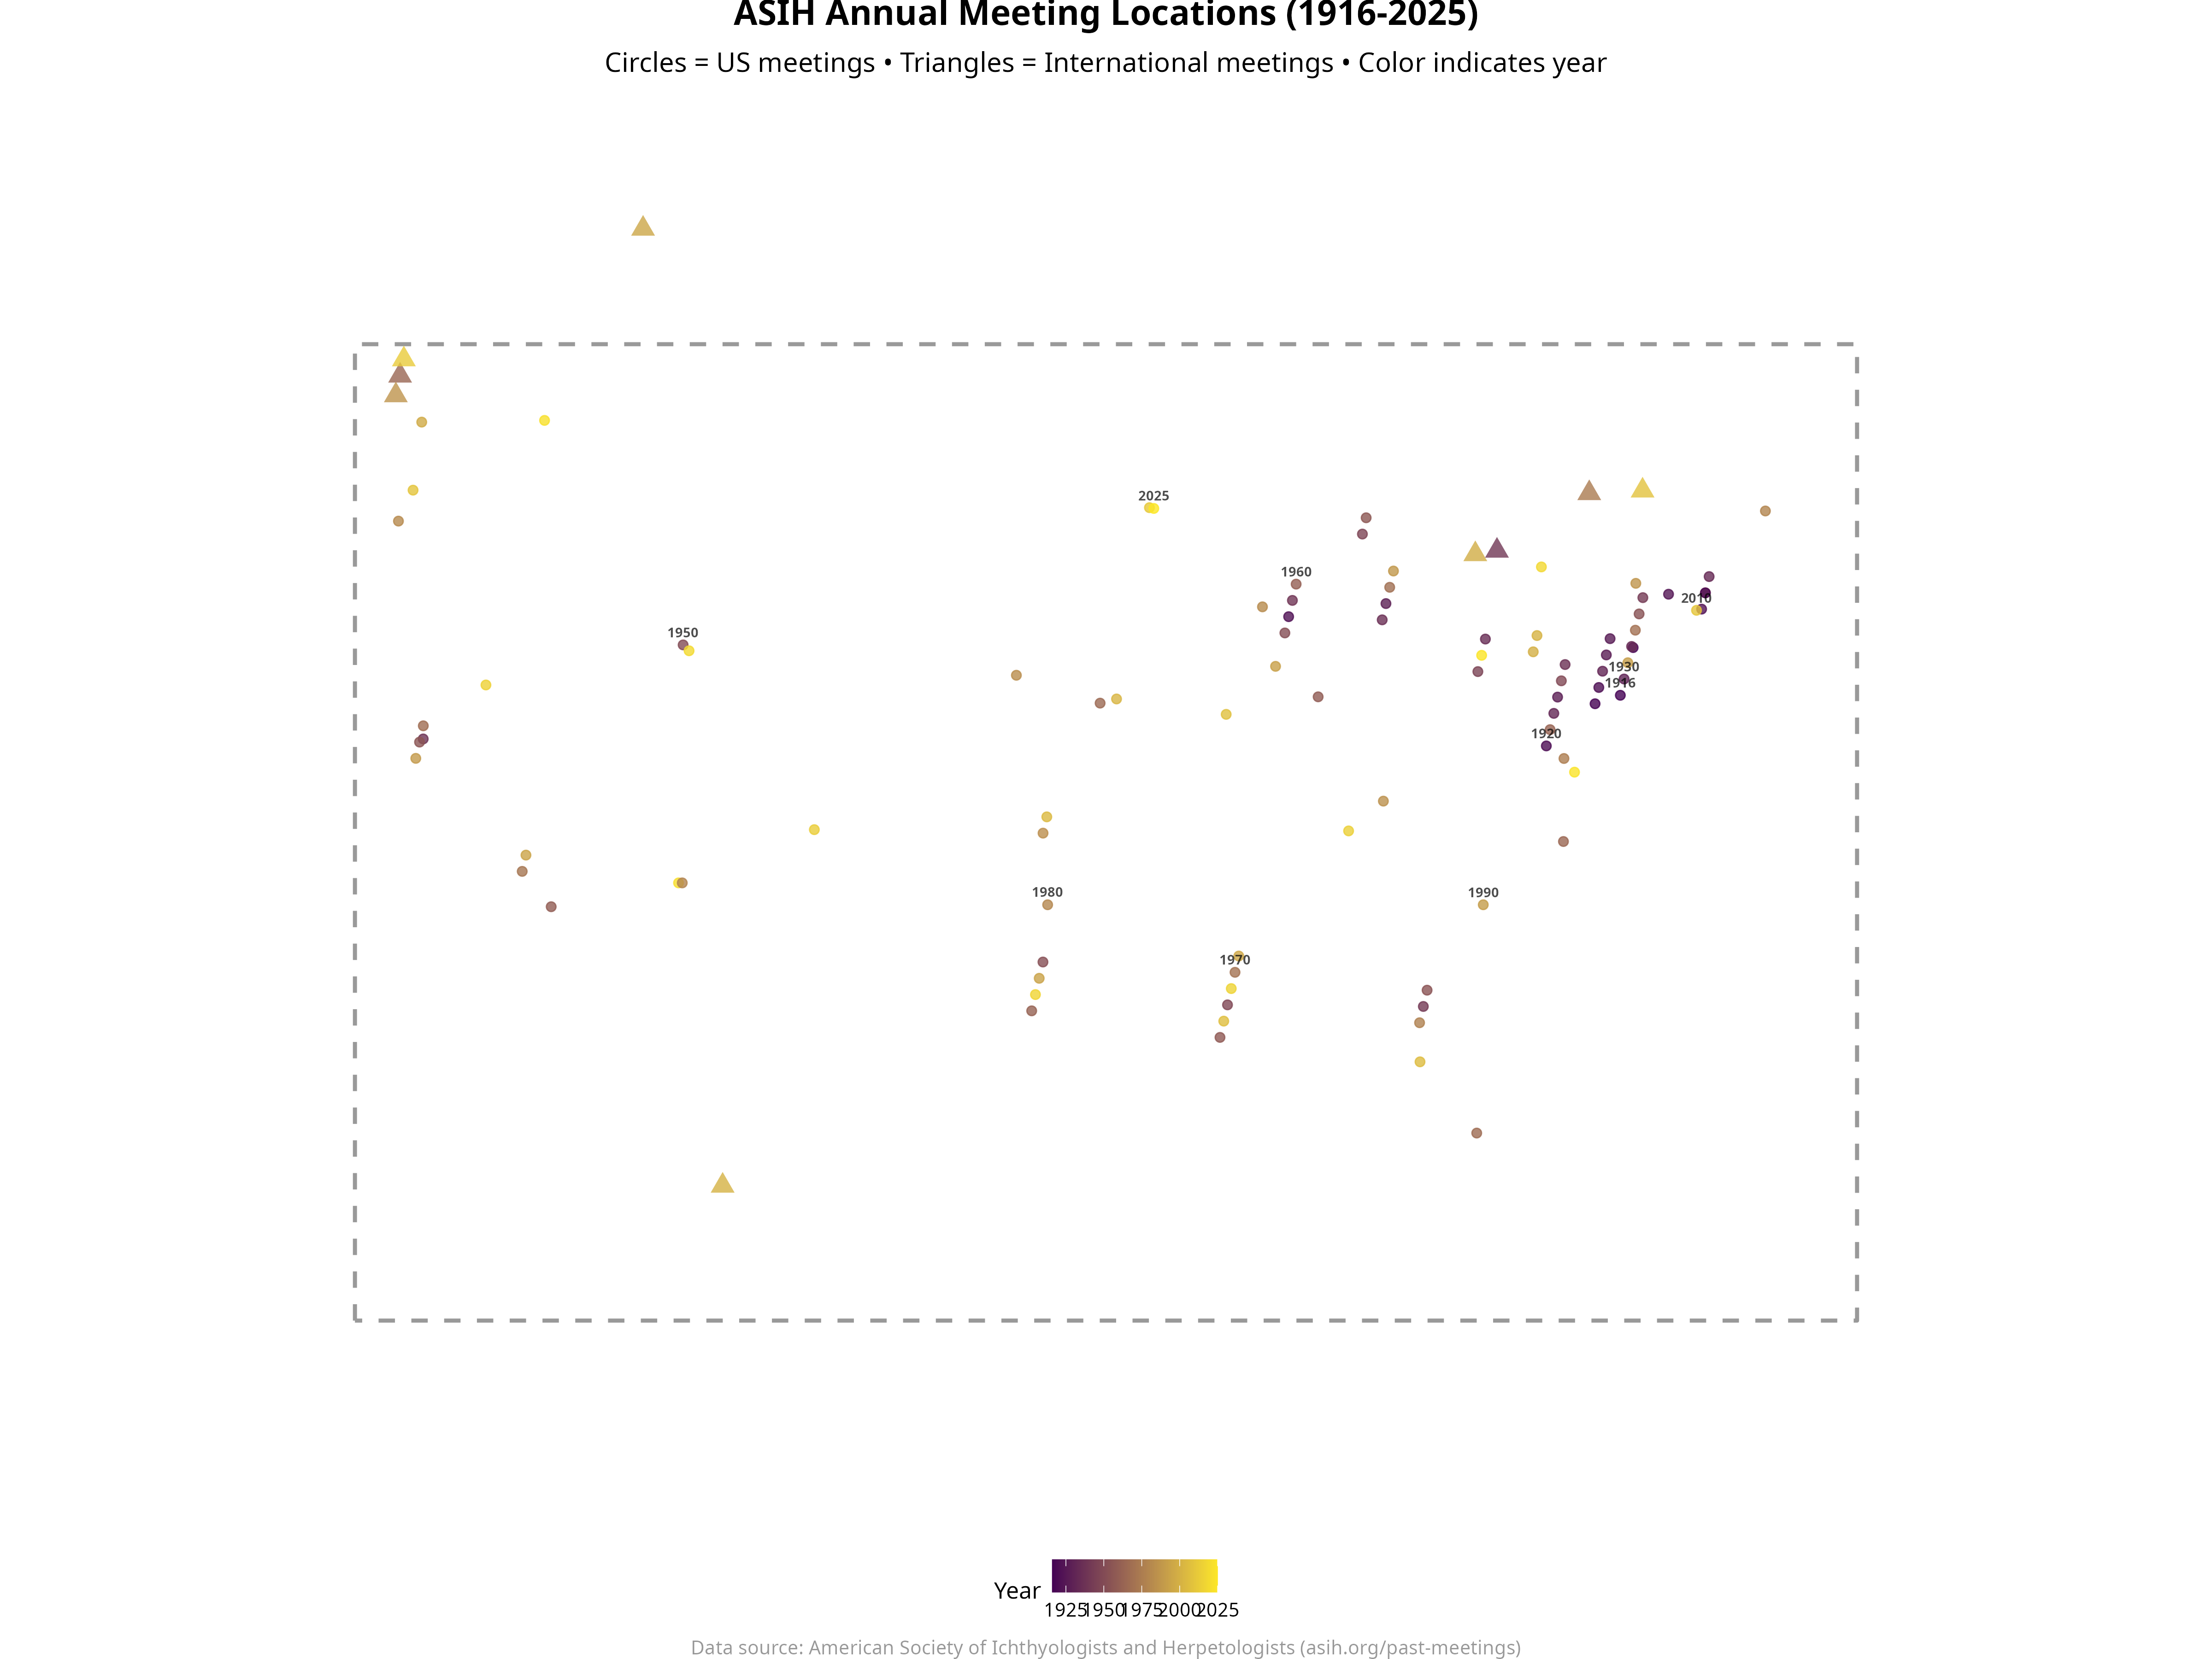 ASIH Annual Meeting Locations (1916-2025)
Circles = US meetings • Triangles = International meetings • Color indicates year
2025
1960
2010
1950
1930
1916
1920
1980
1990
1970
Year
1925 1950 1975 2000 2025
Data source: American Society of Ichthyologists and Herpetologists (asih.org/past-meetings)